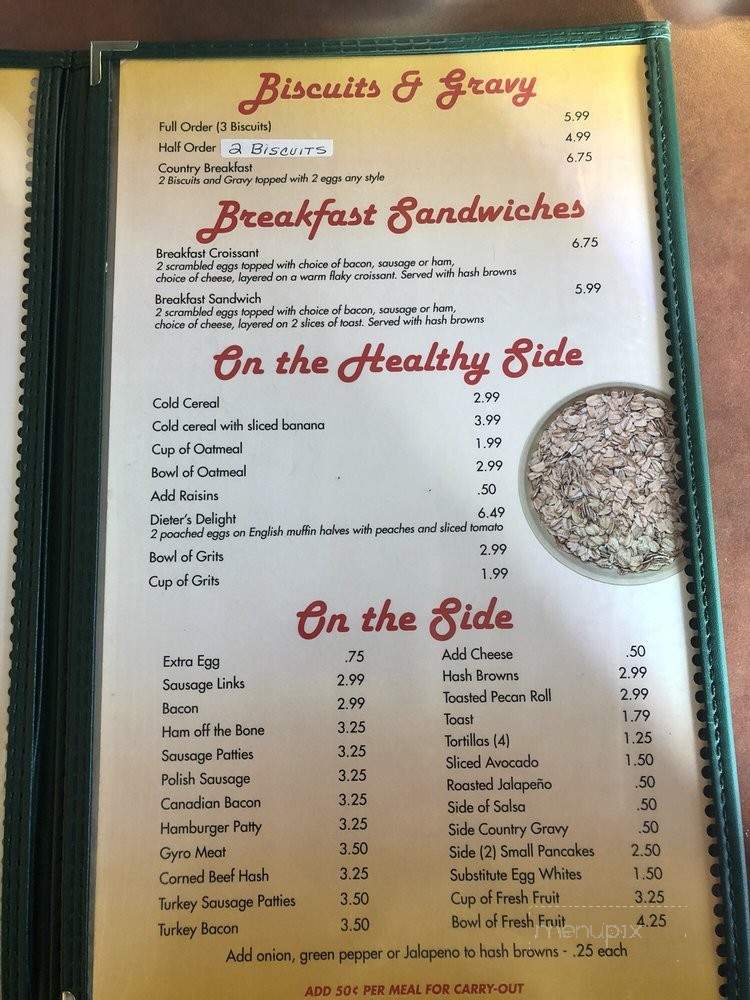 Biscuits & Gravy
Full Order (3 Biscuits) 5.99
Half Order 2 BISCUITS 4.99
Country Breakfast 6.75
2 Biscuits and Gravy topped with 2 eggs any style
Breakfast Sandwiches
Breakfast Croissant 6.75
2 scrambled eggs topped with choice of bacon, sausage or ham,
choice of cheese, layered on a warm flaky croissant. Served with hash browns
Breakfast Sandwich 5.99
2 scrambled eggs topped with choice of bacon, sausage or ham,
choice of cheese, layered on 2 slices of toast. Served with hash browns
On the Healthy Side
Cold Cereal 2.99
Cold cereal with sliced banana 3.99
Cup of Oatmeal 1.99
Bowl of Oatmeal 2.99
Add Raisins .50
Dieter's Delight 6.49
2 poached eggs on English muffin halves with peaches and sliced tomato
Bowl of Grits 2.99
Cup of Grits 1.99
On the Side
Extra Egg .75
Sausage Links 2.99
Bacon 2.99
Ham off the Bone 3.25
Sausage Patties 3.25
Polish Sausage 3.25
Canadian Bacon 3.25
Hamburger Patty 3.25
Gyro Meat 3.50
Corned Beef Hash 3.25
Turkey Sausage Patties 3.50
Turkey Bacon 3.50
Add Cheese .50
Hash Browns 2.99
Toasted Pecan Roll 2.99
Toast 1.79
Tortillas (4) 1.25
Sliced Avocado 1.50
Roasted Jalapeño .50
Side of Salsa .50
Side Country Gravy .50
Side (2) Small Pancakes 2.50
Substitute Egg Whites 1.50
Cup of Fresh Fruit 3.25
Bowl of Fresh Fruit 4.25
menupix
Add onion, green pepper or Jalapeno to hash browns - .25 each
ADD 50¢ PER MEAL FOR CARRY-OUT